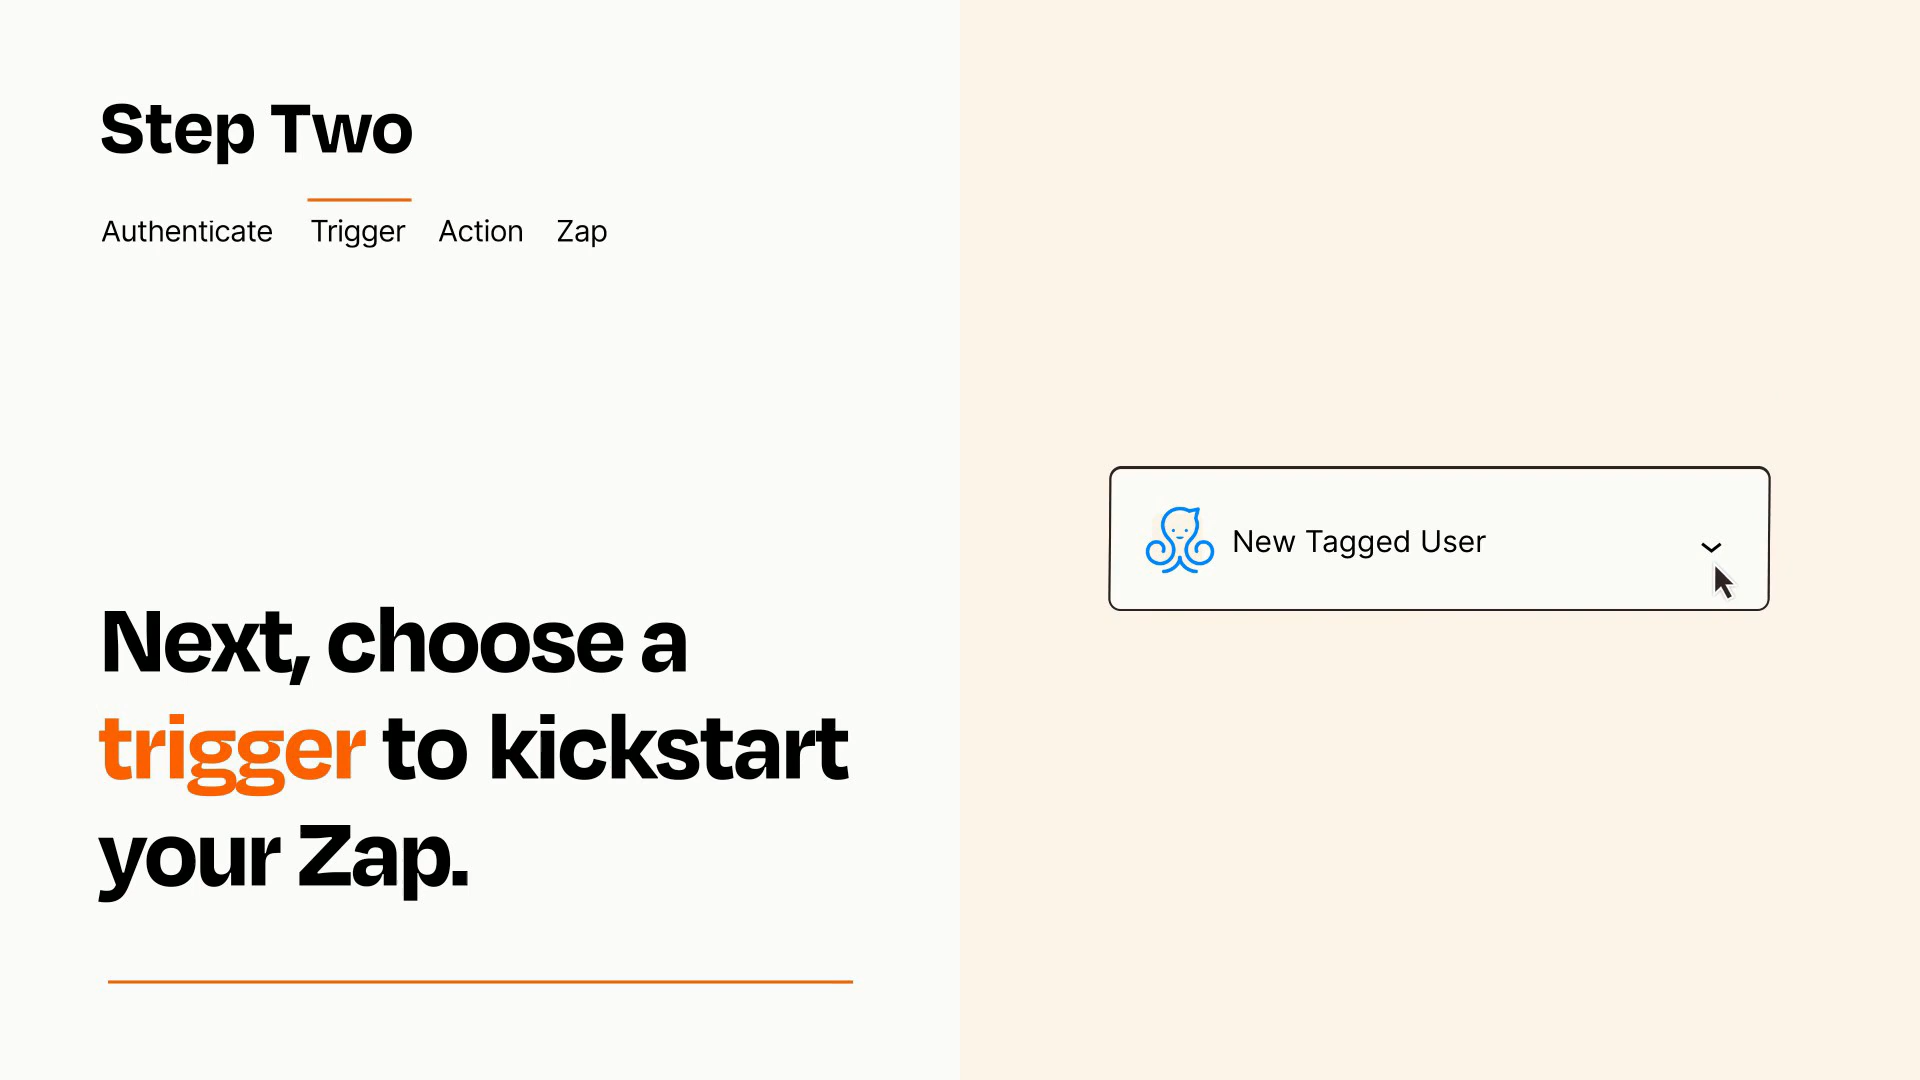 Step Two
Authenticate Trigger Action Zap
Next, choose a
trigger to kickstart
your Zap.
New Tagged User